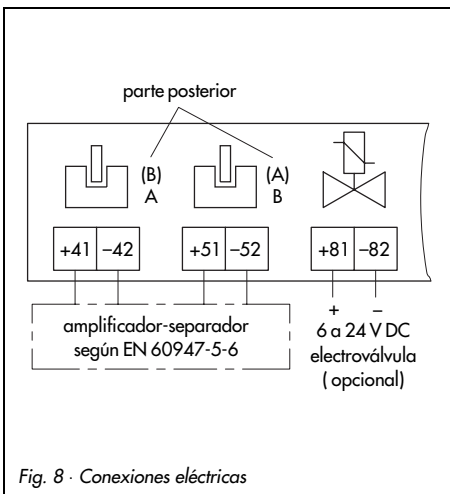 parte posterior
(B)
A
(A)
B
+41 –42 +51 –52 +81 –82
+ –
amplificador-separador
según EN 60947-5-6
6 a 24 V DC
electroválvula
( opcional)
Fig. 8 · Conexiones eléctricas